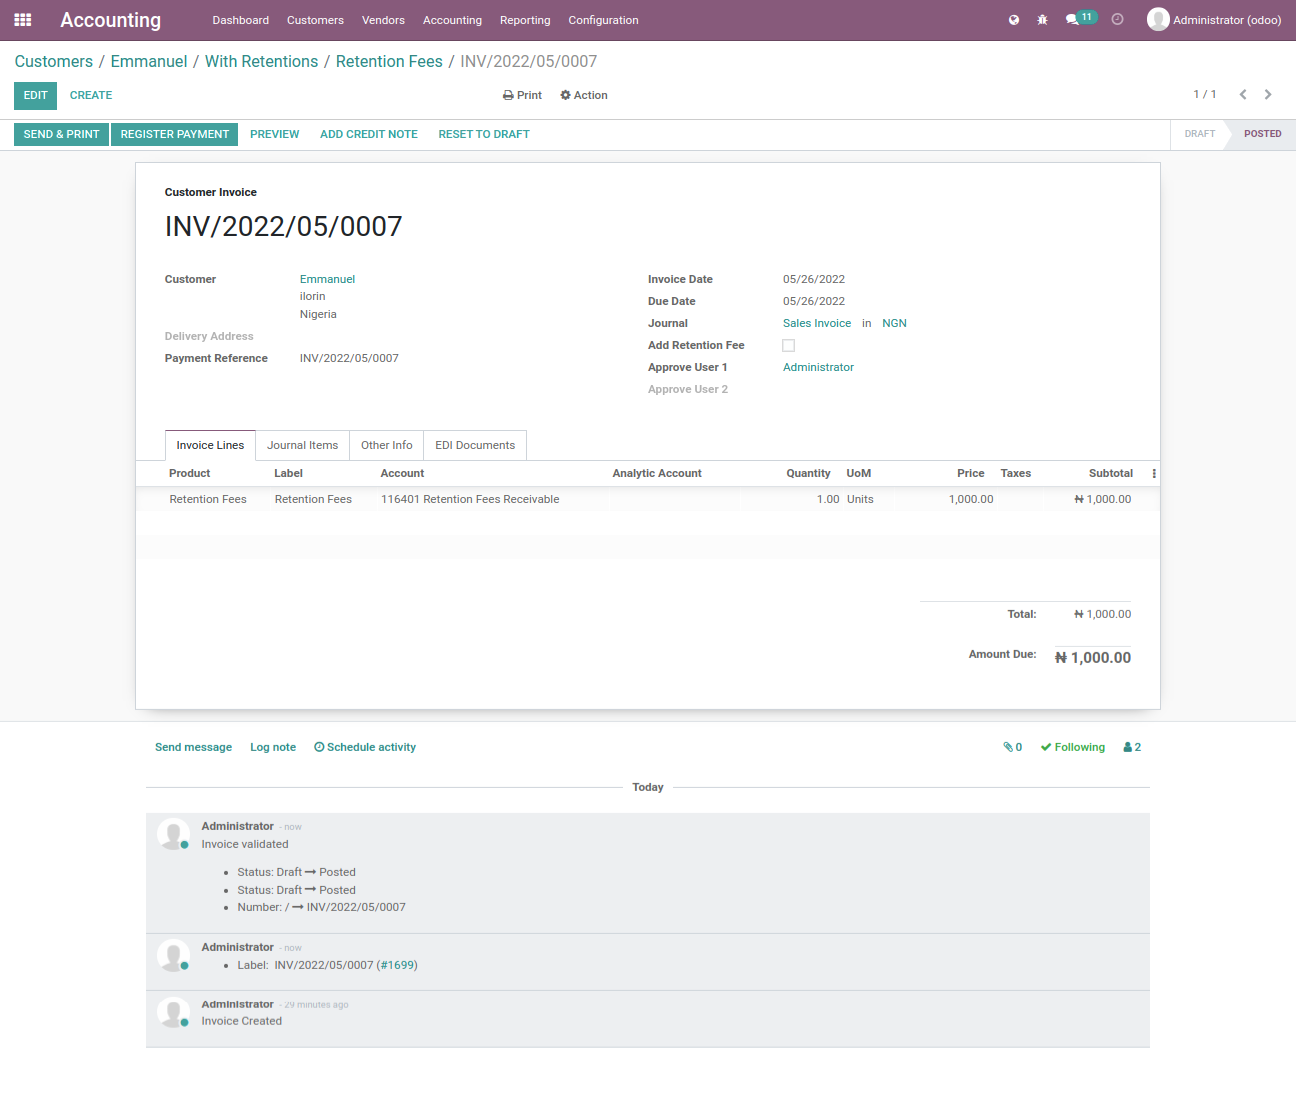 Accounting Dashboard Customers Vendors Accounting Reporting Configuration 11 Administrator (odoo)
Customers / Emmanuel / With Retentions / Retention Fees / INV/2022/05/0007
EDIT CREATE Print Action 1 / 1
SEND & PRINT REGISTER PAYMENT PREVIEW ADD CREDIT NOTE RESET TO DRAFT DRAFT POSTED
Customer Invoice
INV/2022/05/0007
Customer Emmanuel
ilorin
Nigeria
Delivery Address
Payment Reference INV/2022/05/0007
Invoice Date 05/26/2022
Due Date 05/26/2022
Journal Sales Invoice in NGN
Add Retention Fee
Approve User 1 Administrator
Approve User 2
Invoice Lines Journal Items Other Info EDI Documents
Product Label Account Analytic Account Quantity UoM Price Taxes Subtotal
Retention Fees Retention Fees 116401 Retention Fees Receivable 1.00 Units 1,000.00 ₦ 1,000.00
Total: ₦ 1,000.00
Amount Due: ₦ 1,000.00
Send message Log note Schedule activity 0 Following 2
Today
Administrator - now
Invoice validated
• Status: Draft → Posted
• Status: Draft → Posted
• Number: / → INV/2022/05/0007
Administrator - now
• Label: INV/2022/05/0007 (#1699)
Administrator - 29 minutes ago
Invoice Created